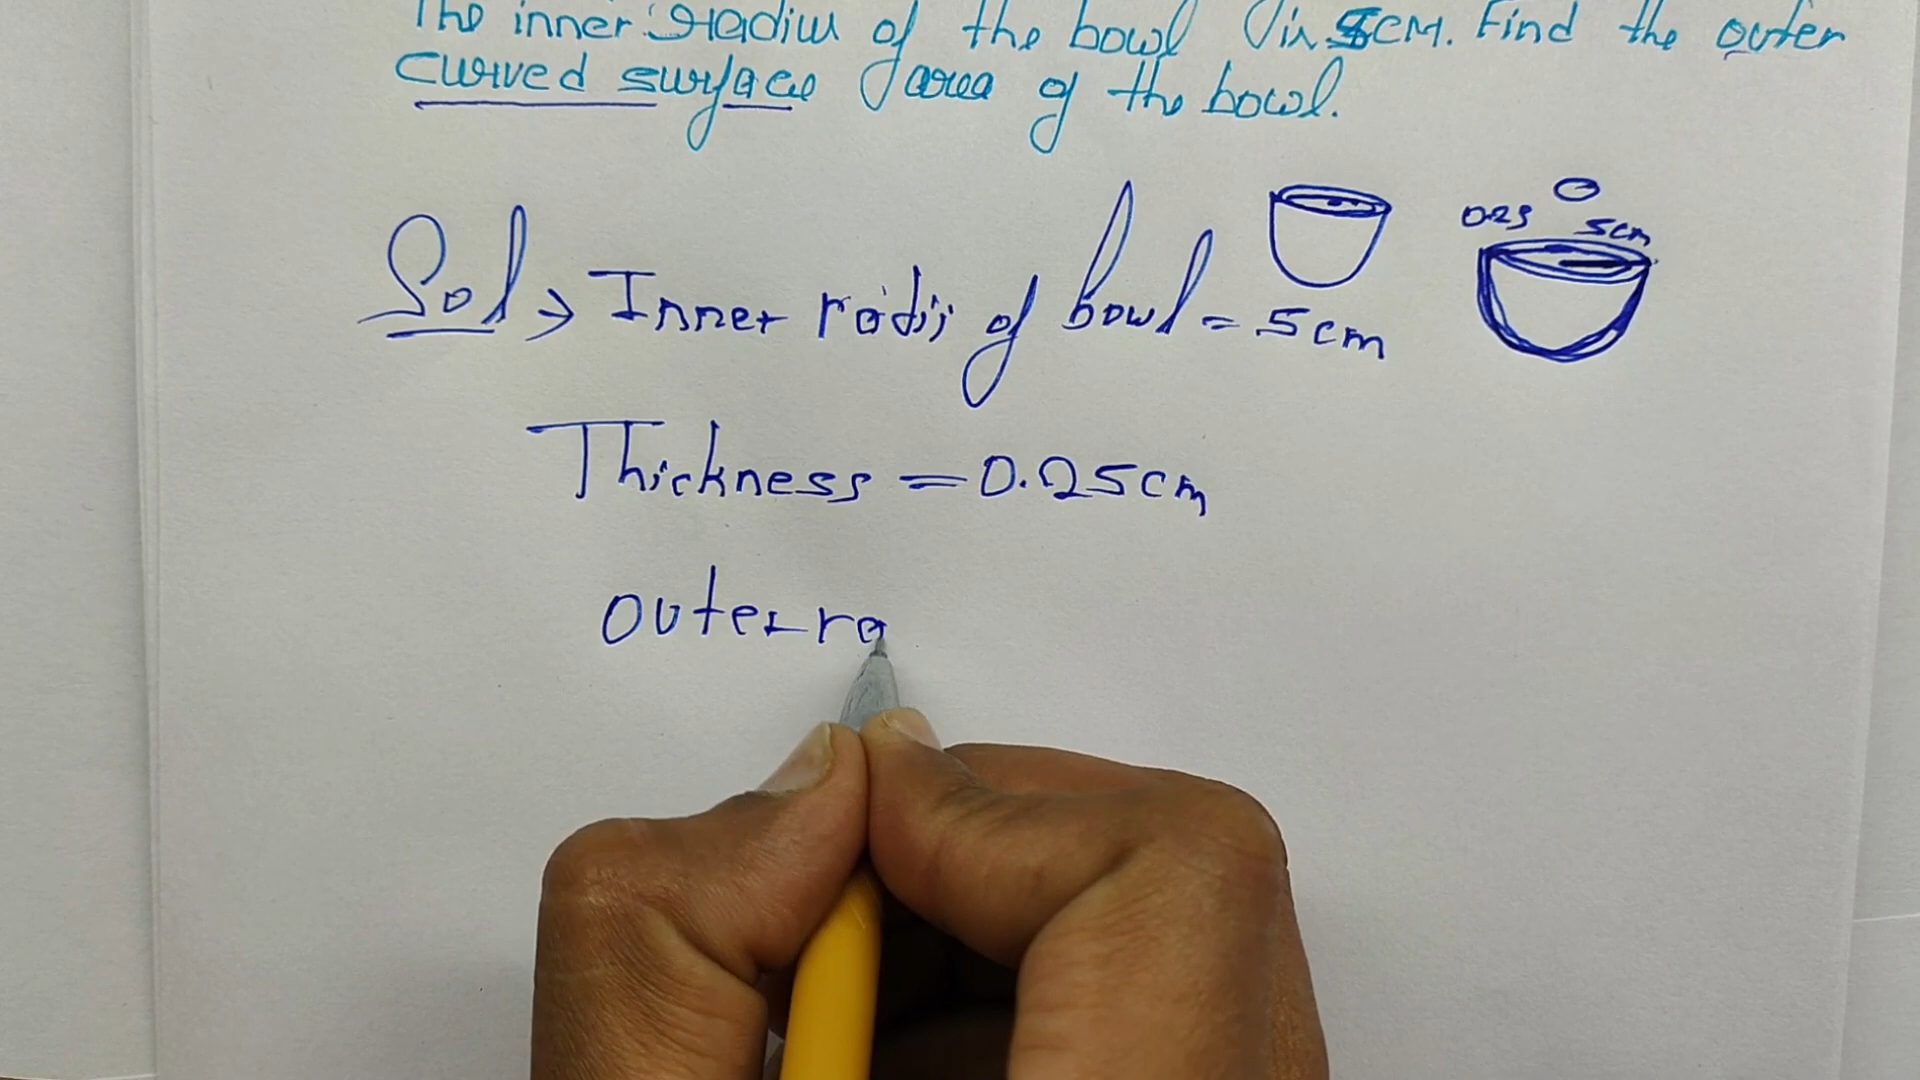 The inner radius of the bowl is 5cm. Find the outer
curved surface area of the bowl.
0.25 5cm
Sol → Inner radii of bowl = 5cm
Thickness = 0.25cm
outer ra